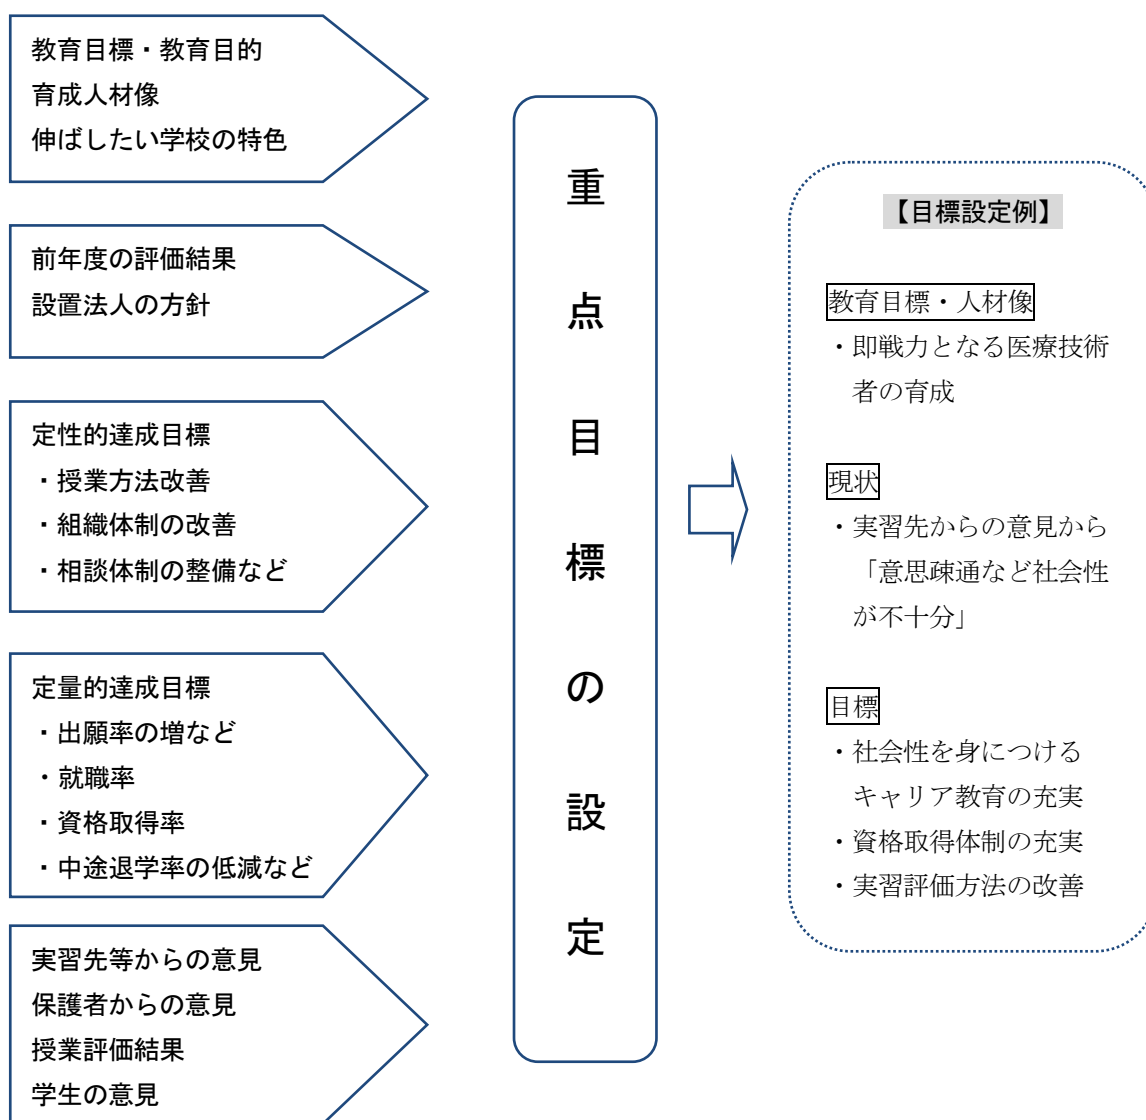 教育目標・教育目的
育成人材像
伸ばしたい学校の特色
前年度の評価結果
設置法人の方針
定性的達成目標
・授業方法改善
・組織体制の改善
・相談体制の整備など
定量的達成目標
・出願率の増など
・就職率
・資格取得率
・中途退学率の低減など
実習先等からの意見
保護者からの意見
授業評価結果
学生の意見
重点目標の設定
【目標設定例】
教育目標・人材像
・即戦力となる医療技術
者の育成
現状
・実習先からの意見から
「意思疎通など社会性
が不十分」
目標
・社会性を身につける
キャリア教育の充実
・資格取得体制の充実
・実習評価方法の改善